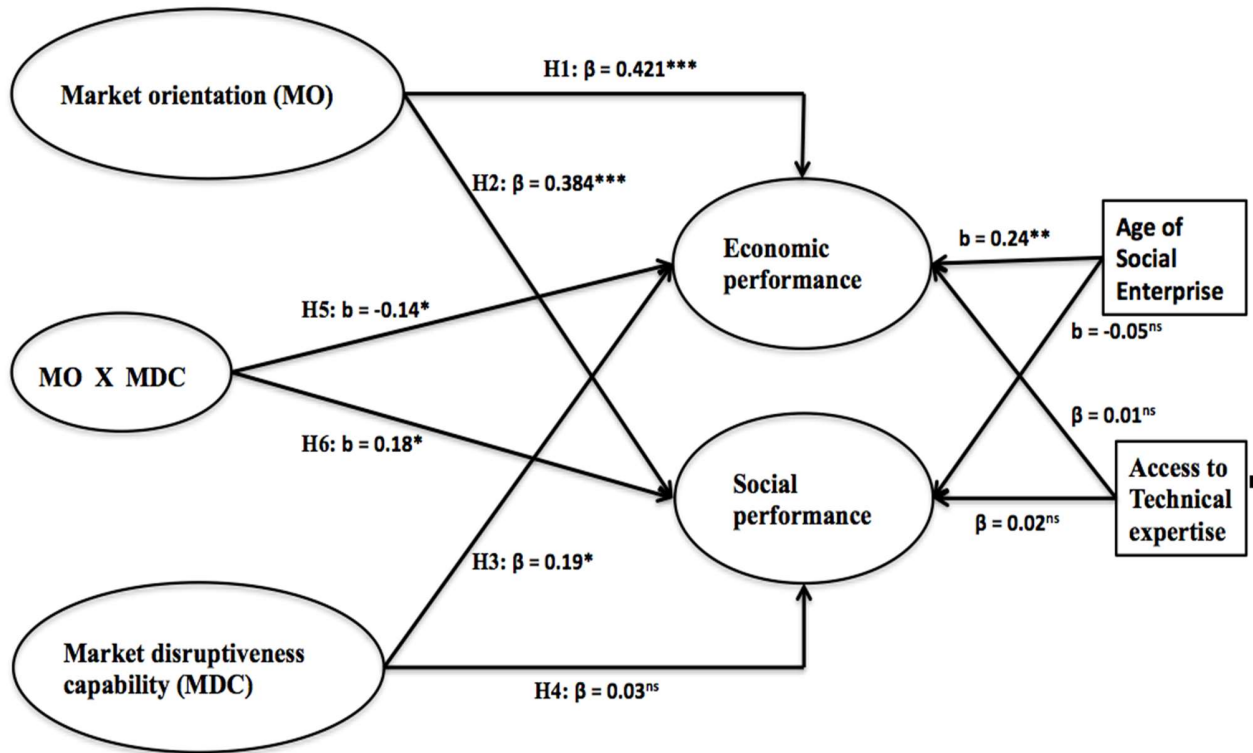 H1: β = 0.421***
Market orientation (MO)
H2: β = 0.384***
Economic
performance
b = 0.24**
Age of
Social
Enterprise
H5: b = -0.14*
b = -0.05ⁿˢ
MO X MDC
β = 0.01ⁿˢ
H6: b = 0.18*
Social
performance
Access to
Technical
expertise
β = 0.02ⁿˢ
H3: β = 0.19*
Market disruptiveness
capability (MDC)
H4: β = 0.03ⁿˢ